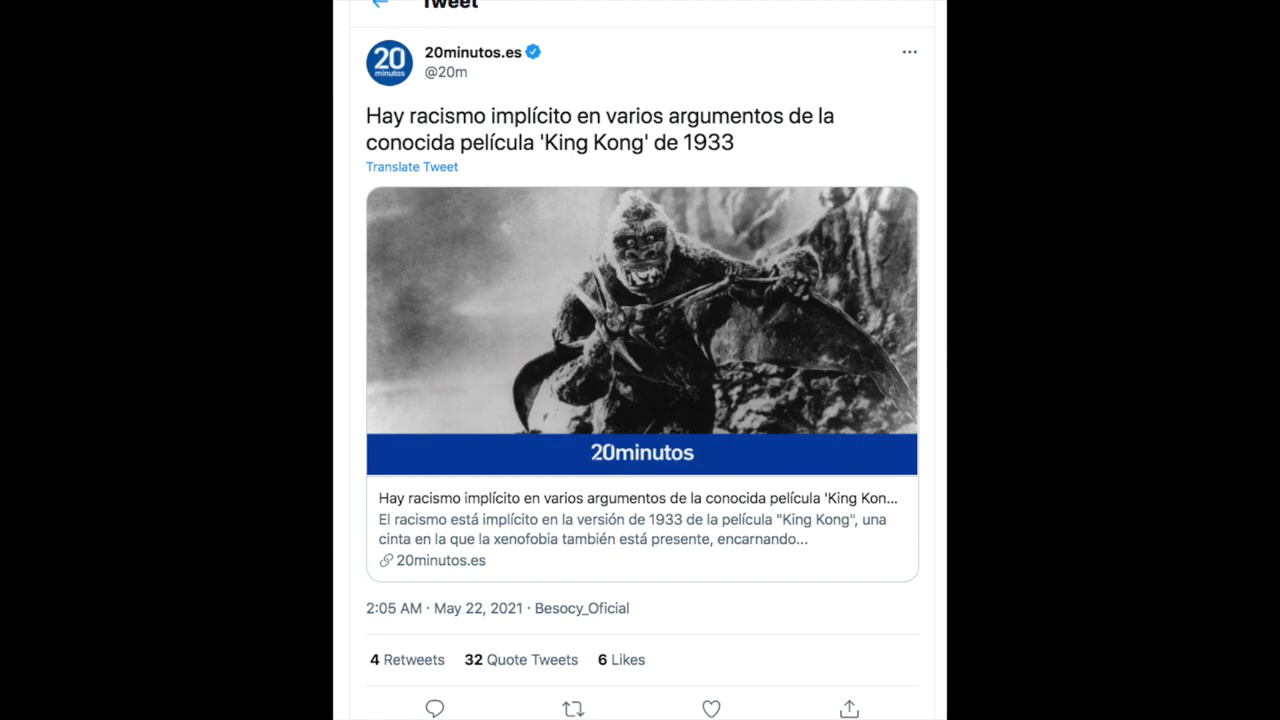 Tweet
20
minutos
20minutos.es
@20m
Hay racismo implícito en varios argumentos de la
conocida película 'King Kong' de 1933
Translate Tweet
20minutos
Hay racismo implícito en varios argumentos de la conocida película 'King Kon...
El racismo está implícito en la versión de 1933 de la película "King Kong", una
cinta en la que la xenofobia también está presente, encarnando...
20minutos.es
2:05 AM · May 22, 2021 · Besocy_Oficial
4 Retweets 32 Quote Tweets 6 Likes